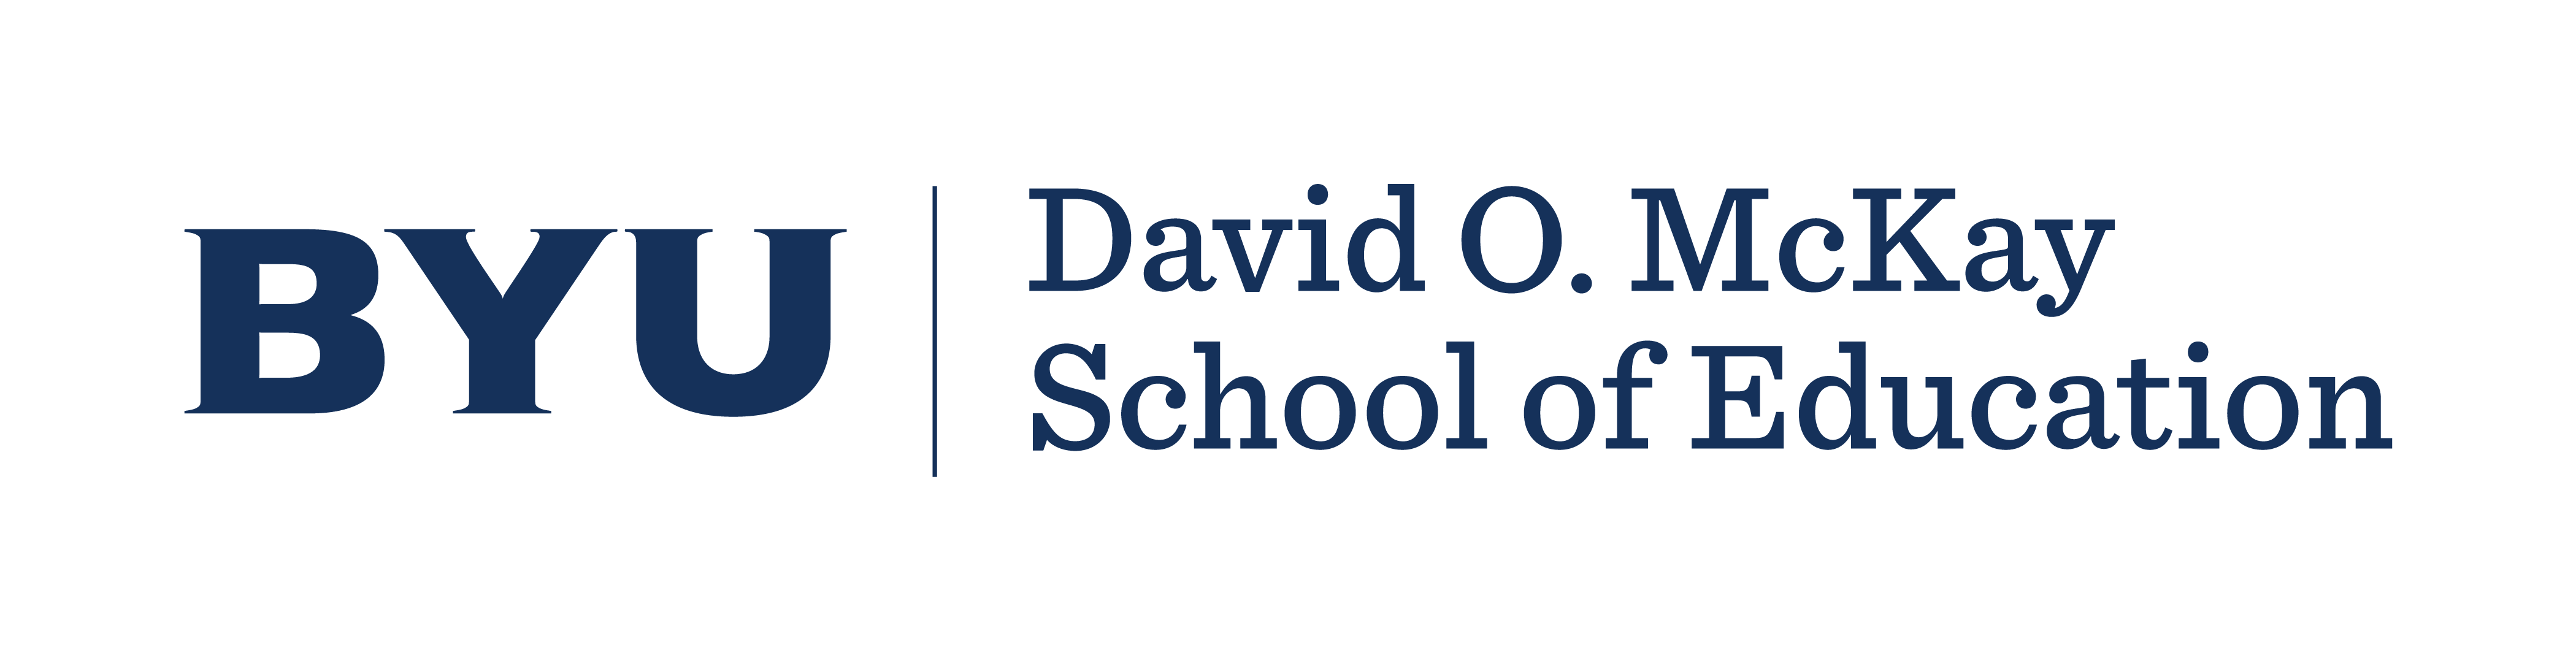 BYU
David O. McKay
School of Education